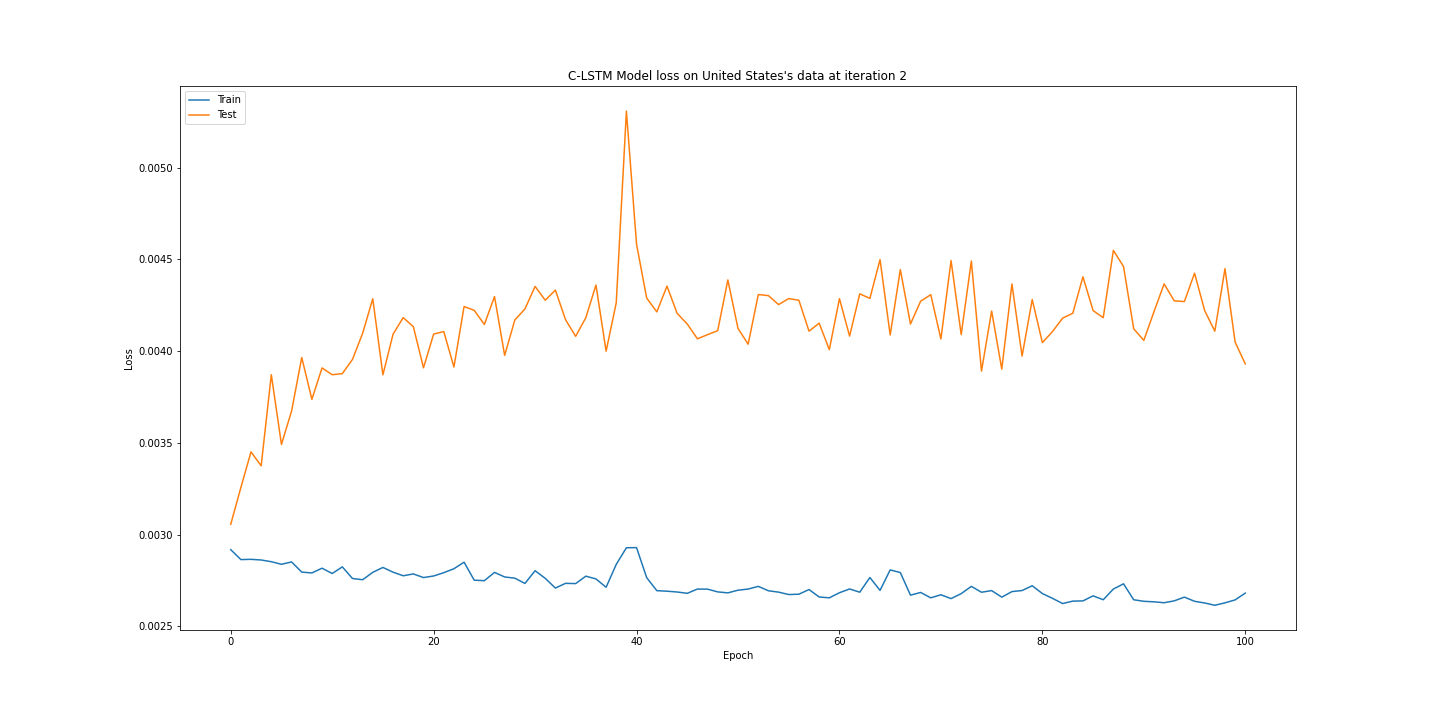 C-LSTM Model loss on United States's data at iteration 2
Train
Test
0.0050
0.0045
0.0040
0.0035
0.0030
0.0025
Loss
0 20 40 60 80 100
Epoch